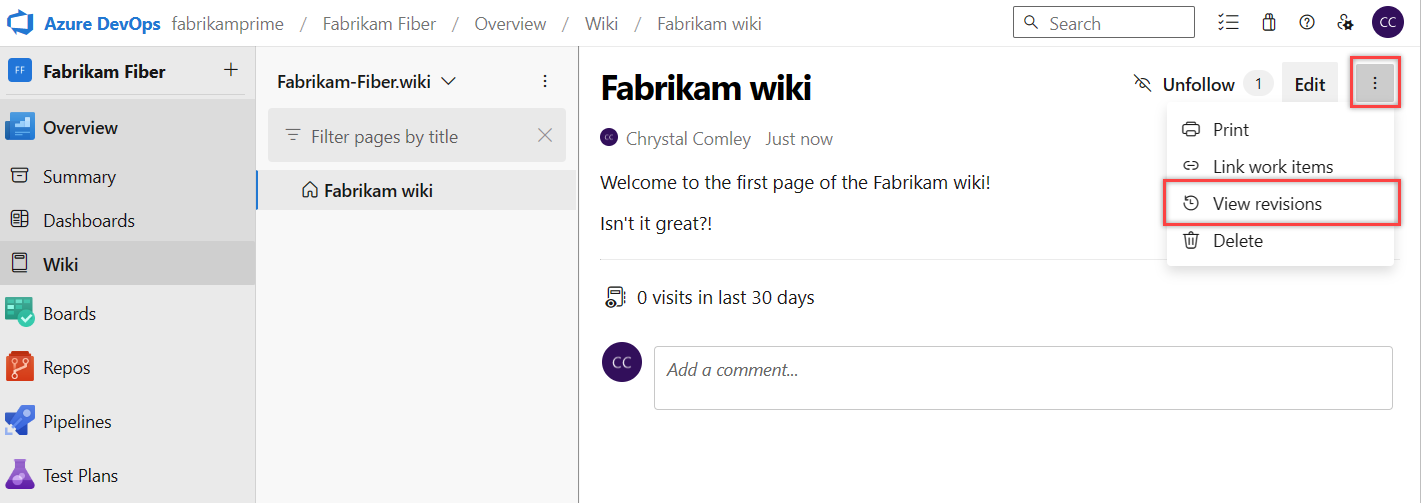 Azure DevOps fabrikamprime / Fabrikam Fiber / Overview / Wiki / Fabrikam wiki
Search
CC
FF Fabrikam Fiber +
Overview
Summary
Dashboards
Wiki
Boards
Repos
Pipelines
Test Plans
Fabrikam-Fiber.wiki
Filter pages by title
Fabrikam wiki
Fabrikam wiki
Unfollow 1 Edit
CC Chrystal Comley Just now
Welcome to the first page of the Fabrikam wiki!
Isn't it great?!
Print
Link work items
View revisions
Delete
0 visits in last 30 days
CC
Add a comment...